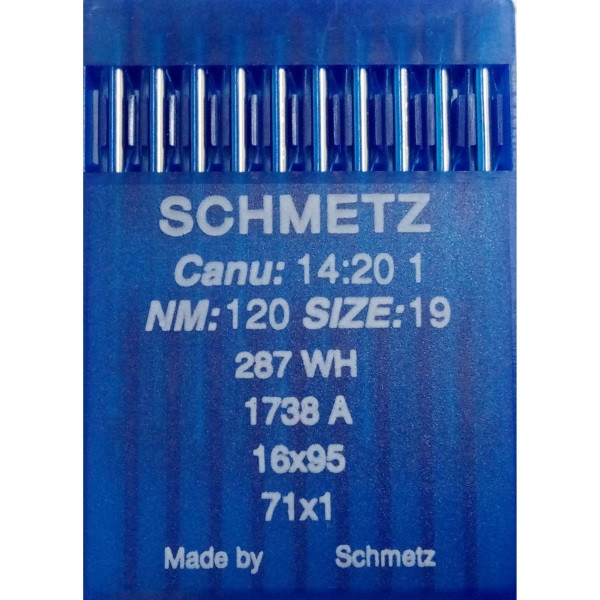 SCHMETZ
Canu: 14:20 1
NM: 120 SIZE: 19
287 WH
1738 A
16x95
71x1
Made by Schmetz